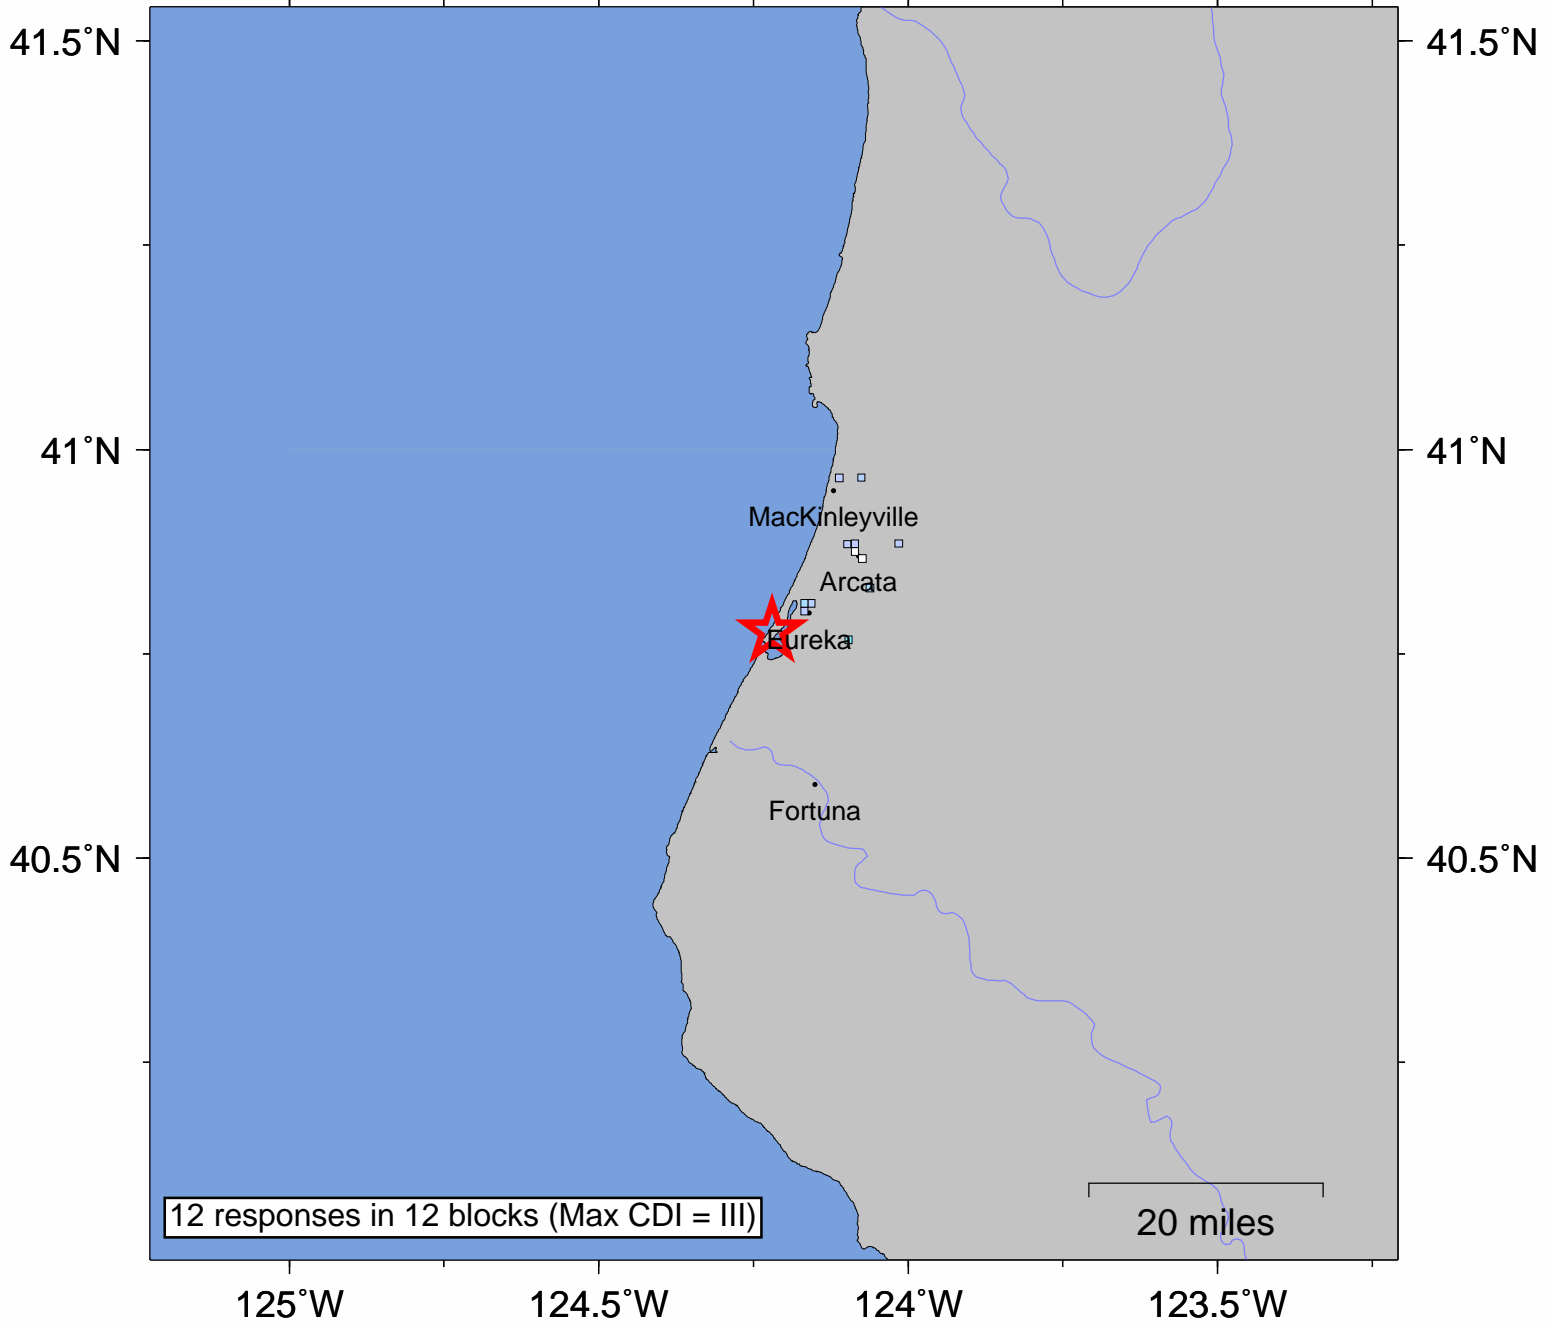 41.5˚N
41.5˚N
41˚N
41˚N
MacKinleyville
Arcata
Eureka
Fortuna
40.5˚N
40.5˚N
12 responses in 12 blocks (Max CDI = III)
20 miles
125˚W
124.5˚W
124˚W
123.5˚W